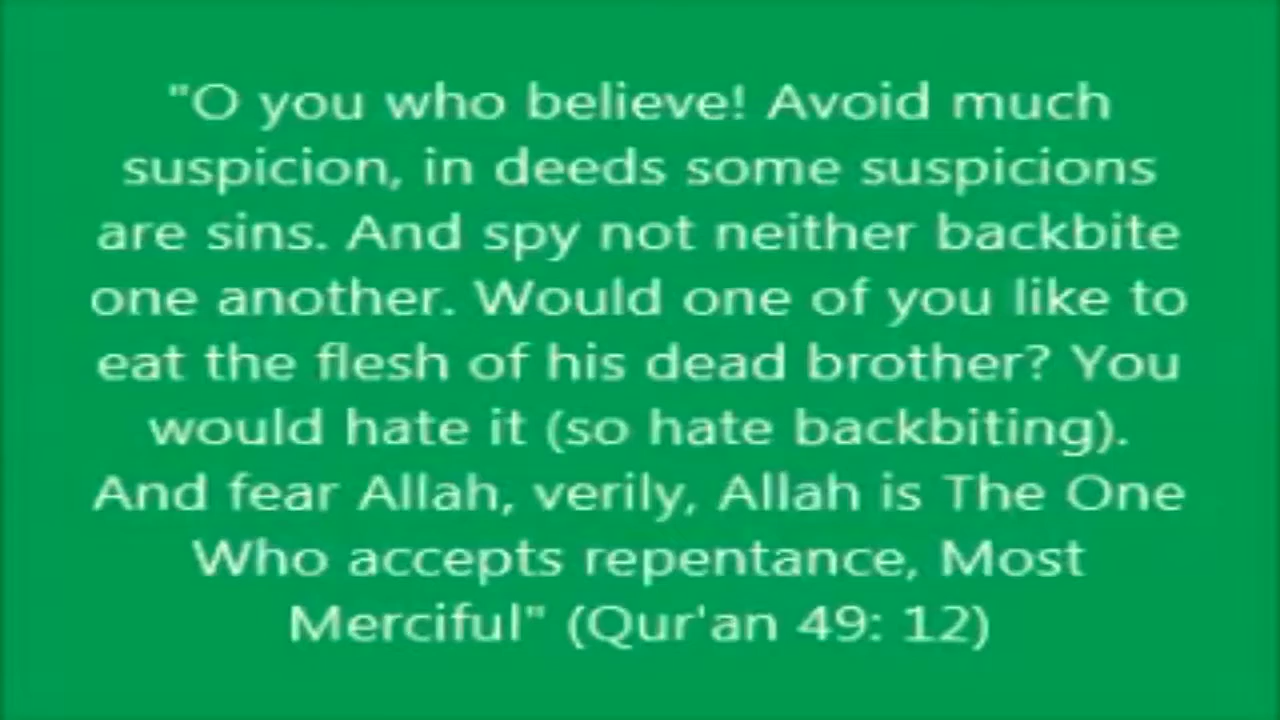 "O you who believe! Avoid much
suspicion, in deeds some suspicions
are sins. And spy not neither backbite
one another. Would one of you like to
eat the flesh of his dead brother? You
would hate it (so hate backbiting).
And fear Allah, verily, Allah is The One
Who accepts repentance, Most
Merciful" (Qur'an 49: 12)